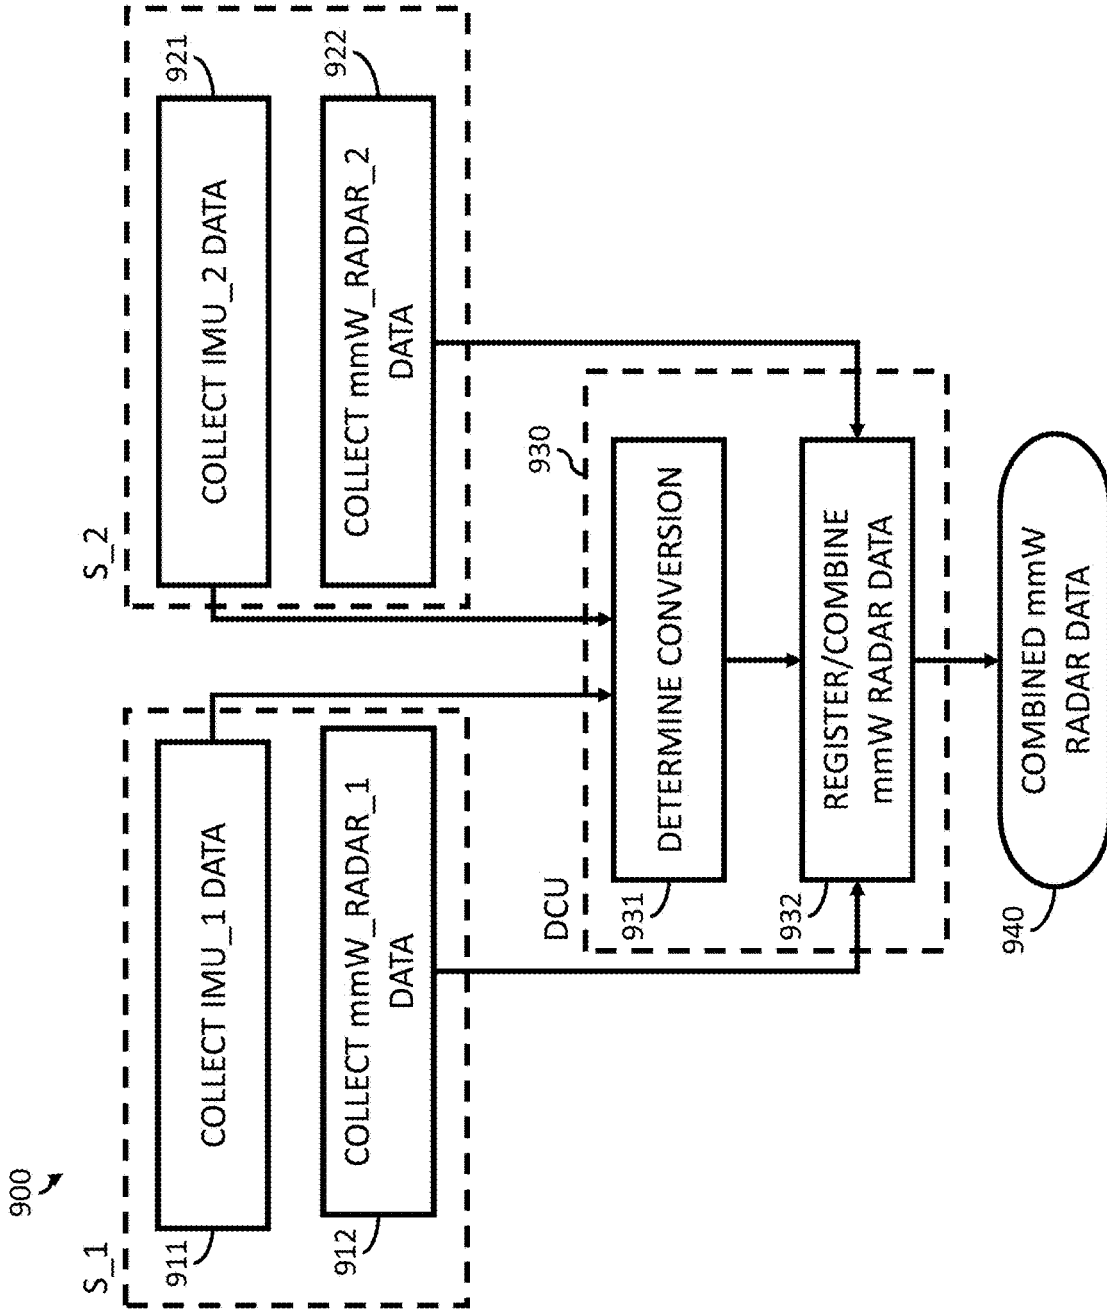 900
S_1
911
COLLECT IMU_1 DATA
912
COLLECT mmW_RADAR_1
DATA
S_2
921
COLLECT IMU_2 DATA
922
COLLECT mmW_RADAR_2
DATA
DCU
930
931
DETERMINE CONVERSION
932
REGISTER/COMBINE
mmW RADAR DATA
940
COMBINED mmW
RADAR DATA